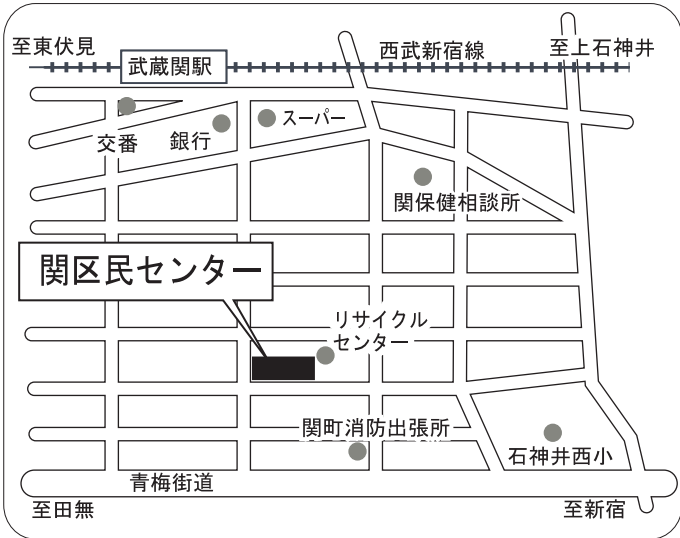 至東伏見
武蔵関駅
西武新宿線
至上石神井
交番
銀行
スーパー
関保健相談所
関区民センター
リサイクル
センター
関町消防出張所
石神井西小
青梅街道
至田無
至新宿